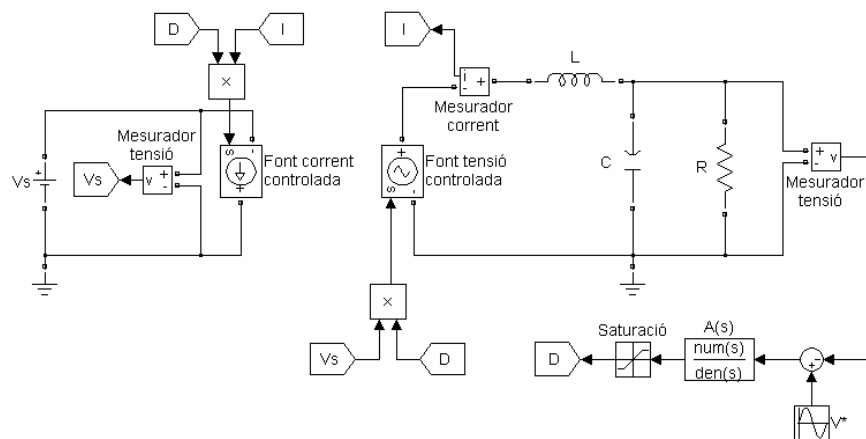 D
I
I
L
×
i
+
-
Mesurador
corrent
Mesurador
tensió
Vs
+
Vs
v
+
-
s
-
+
Font corrent
controlada
+
s
-
Font tensió
controlada
C
R
+
-
v
Mesurador
tensió
×
Vs
D
D
Saturació
A(s)
num(s)
den(s)
-
+
V*